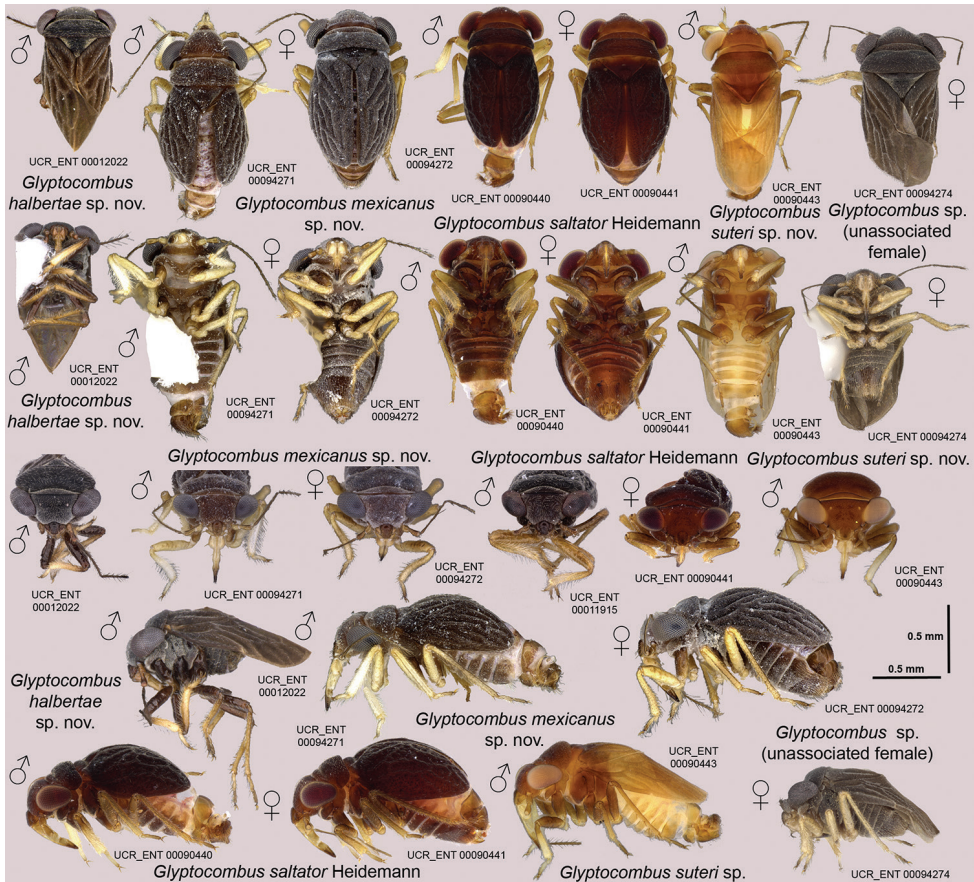 ♂
♂
♀
♂
♀
♂
♀
UCR_ENT 00012022
Glyptocombus
halbertae sp. nov.
UCR_ENT
00094271
UCR_ENT
00094272
Glyptocombus mexicanus
sp. nov.
UCR_ENT 00090440
UCR_ENT 00090441
Glyptocombus saltator Heidemann
UCR_ENT
00090443
Glyptocombus
suteri sp. nov.
UCR_ENT 00094274
Glyptocombus sp.
(unassociated
female)
♂
♂
♀
♂
♀
♂
♀
UCR_ENT
00012022
Glyptocombus
halbertae sp. nov.
UCR_ENT
00094271
UCR_ENT
00094272
Glyptocombus mexicanus sp. nov.
UCR_ENT
00090440
UCR_ENT
00090441
Glyptocombus saltator Heidemann
UCR_ENT
00090443
Glyptocombus suteri sp. nov.
UCR_ENT 00094274
♂
♂
♀
♂
♀
♂
UCR_ENT
00012022
UCR_ENT 00094271
UCR_ENT
00094272
UCR_ENT
00011915
UCR_ENT 00090441
UCR_ENT
00090443
♂
♂
♀
0.5 mm
0.5 mm
Glyptocombus
halbertae
sp. nov.
UCR_ENT
00012022
UCR_ENT
00094271
Glyptocombus mexicanus
sp. nov.
UCR_ENT 00094272
Glyptocombus sp.
(unassociated female)
♂
♀
♂
♀
UCR_ENT 00090440
UCR_ENT 00090441
Glyptocombus saltator Heidemann
UCR_ENT
00090443
Glyptocombus suteri sp.
UCR_ENT 00094274